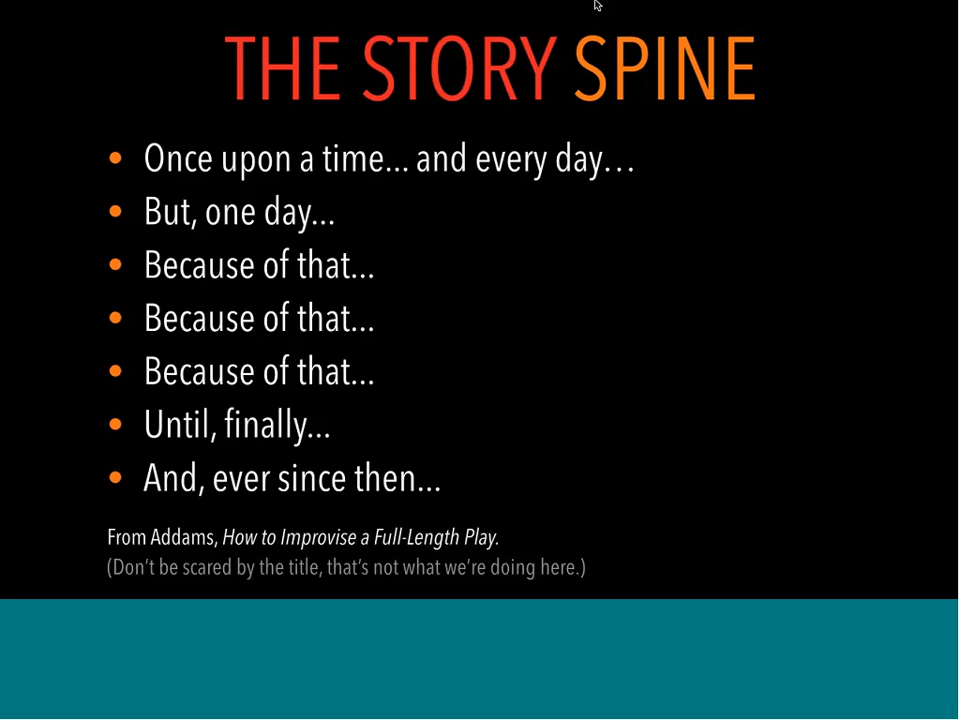 THE STORY SPINE
• Once upon a time... and every day...
• But, one day...
• Because of that...
• Because of that...
• Because of that...
• Until, finally...
• And, ever since then...
From Addams, How to Improvise a Full-Length Play.
(Don't be scared by the title, that's not what we're doing here.)